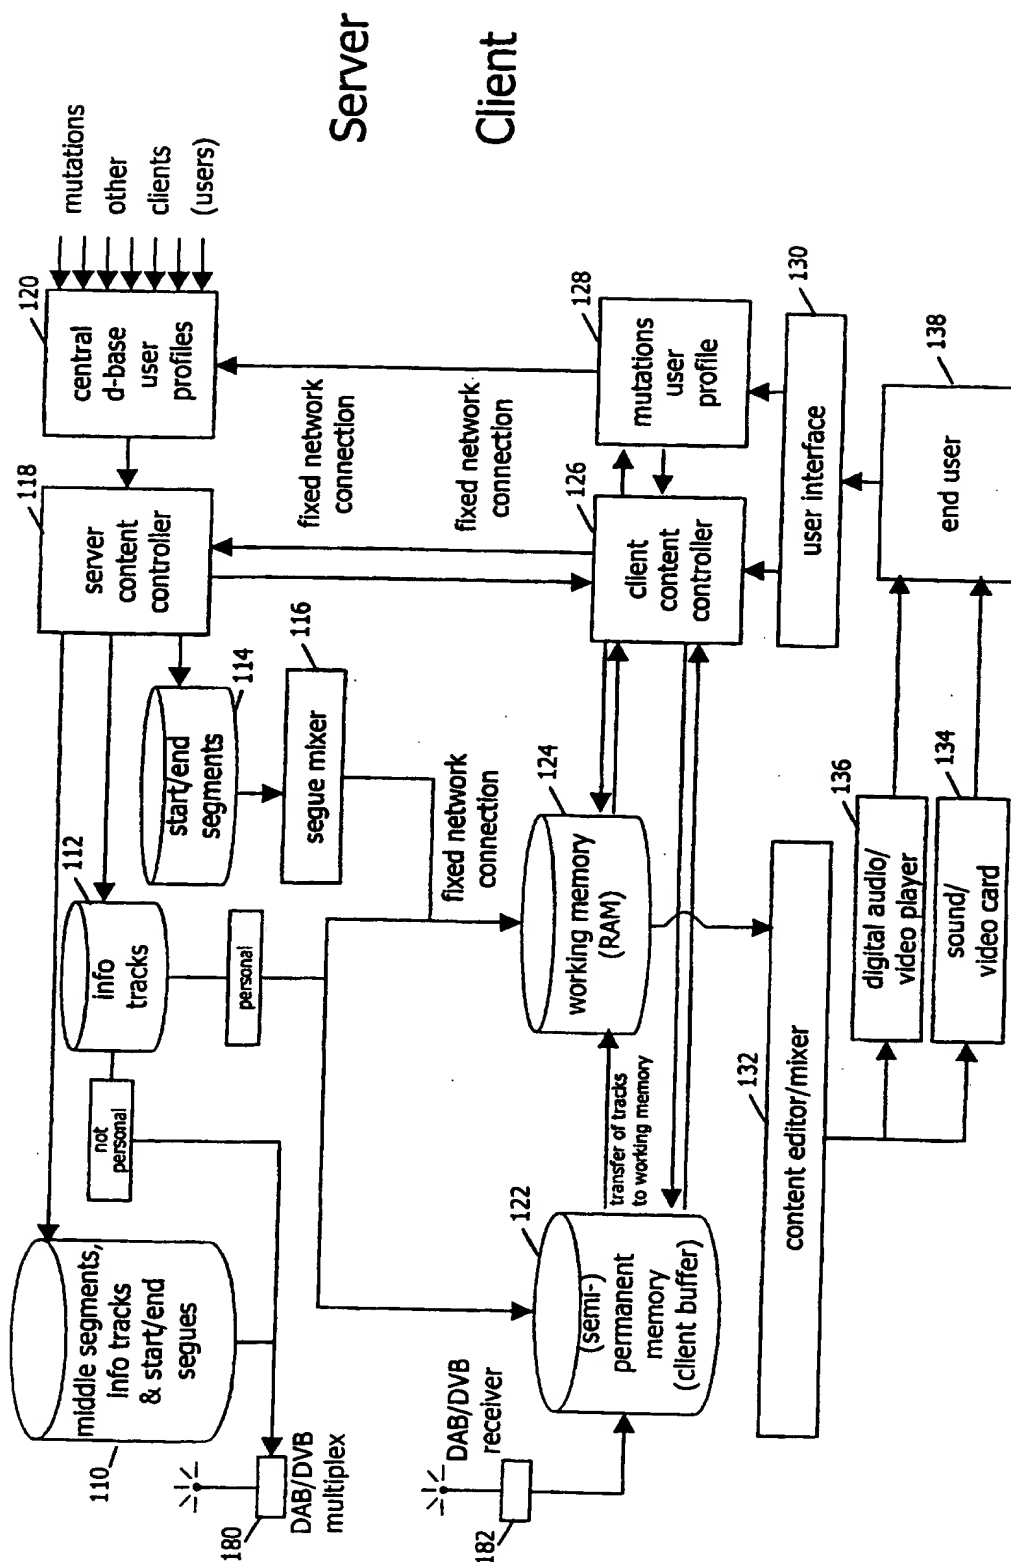 Server
Client
mutations
other
clients
(users)
120
central
d-base
user
profiles
118
server
content
controller
fixed network
connection
fixed network
connection
128
mutations
user
profile
126
client
content
controller
130
user interface
138
end user
114
start/end
segments
116
segue mixer
112
info
tracks
personal
not
personal
fixed network
connection
124
working memory
(RAM)
transfer of tracks
to working memory
122
(semi-)
permanent
memory
(client buffer)
110
middle segments,
info tracks
& start/end
segues
180
DAB/DVB
multiplex
DAB/DVB
receiver
182
132
content editor/mixer
136
digital audio/
video player
134
sound/
video card